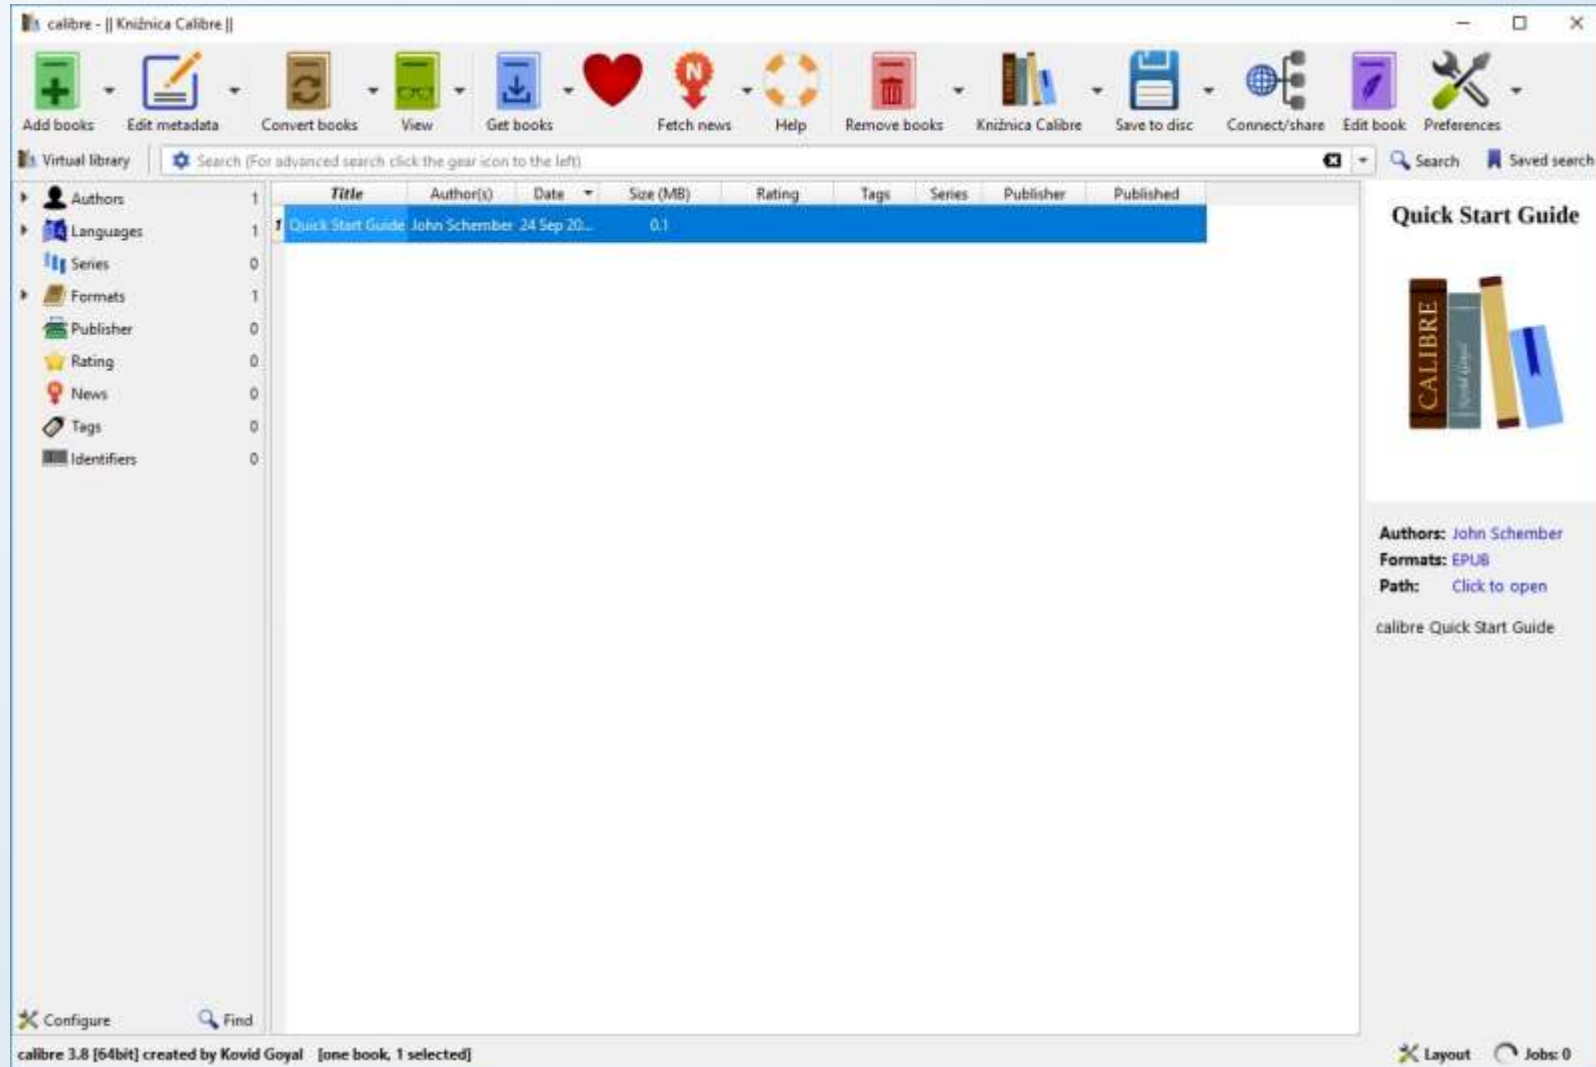 calibre - || Knižnica Calibre ||
Add books Edit metadata Convert books View Get books Fetch news Help Remove books Knižnica Calibre Save to disc Connect/share Edit book Preferences
Virtual library Search (For advanced search click the gear icon to the left) Search Saved search
Authors 1
Languages 1
Series 0
Formats 1
Publisher 0
Rating 0
News 0
Tags 0
Identifiers 0
Configure Find
Title Author(s) Date Size (MB) Rating Tags Series Publisher Published
1 Quick Start Guide John Schember 24 Sep 20... 0.1
Quick Start Guide
CALIBRE
Kovid Goyal
Authors: John Schember
Formats: EPUB
Path: Click to open
calibre Quick Start Guide
calibre 3.8 [64bit] created by Kovid Goyal [one book, 1 selected] Layout Jobs: 0